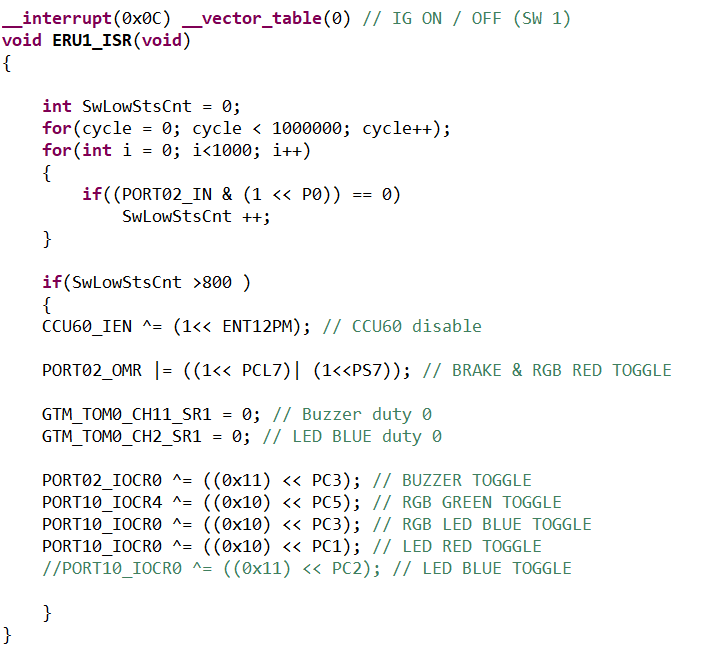 __interrupt(0x0C) __vector_table(0) // IG ON / OFF (SW 1)
void ERU1_ISR(void)
{
int SwLowStsCnt = 0;
for(cycle = 0; cycle < 1000000; cycle++);
for(int i = 0; i<1000; i++)
{
if((PORT02_IN & (1 << P0)) == 0)
SwLowStsCnt ++;
}
if(SwLowStsCnt >800 )
{
CCU60_IEN ^= (1<< ENT12PM); // CCU60 disable
PORT02_OMR |= ((1<< PCL7)| (1<<PS7)); // BRAKE & RGB RED TOGGLE
GTM_TOM0_CH11_SR1 = 0; // Buzzer duty 0
GTM_TOM0_CH2_SR1 = 0; // LED BLUE duty 0
PORT02_IOCR0 ^= ((0x11) << PC3); // BUZZER TOGGLE
PORT10_IOCR4 ^= ((0x10) << PC5); // RGB GREEN TOGGLE
PORT10_IOCR0 ^= ((0x10) << PC3); // RGB LED BLUE TOGGLE
PORT10_IOCR0 ^= ((0x10) << PC1); // LED RED TOGGLE
//PORT10_IOCR0 ^= ((0x11) << PC2); // LED BLUE TOGGLE
}
}